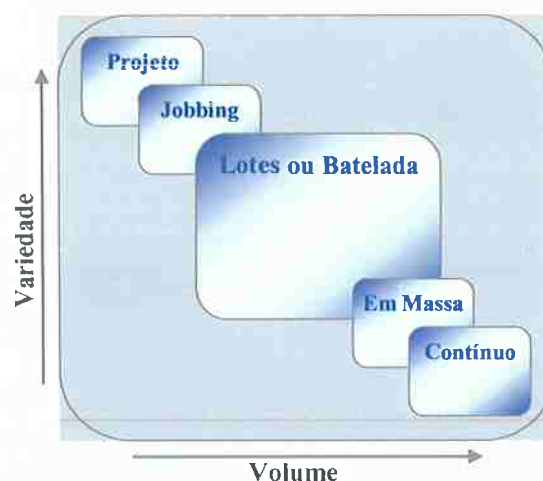 Projeto
Jobbing
Lotes ou Batelada
Em Massa
Contínuo
Variedade
Volume